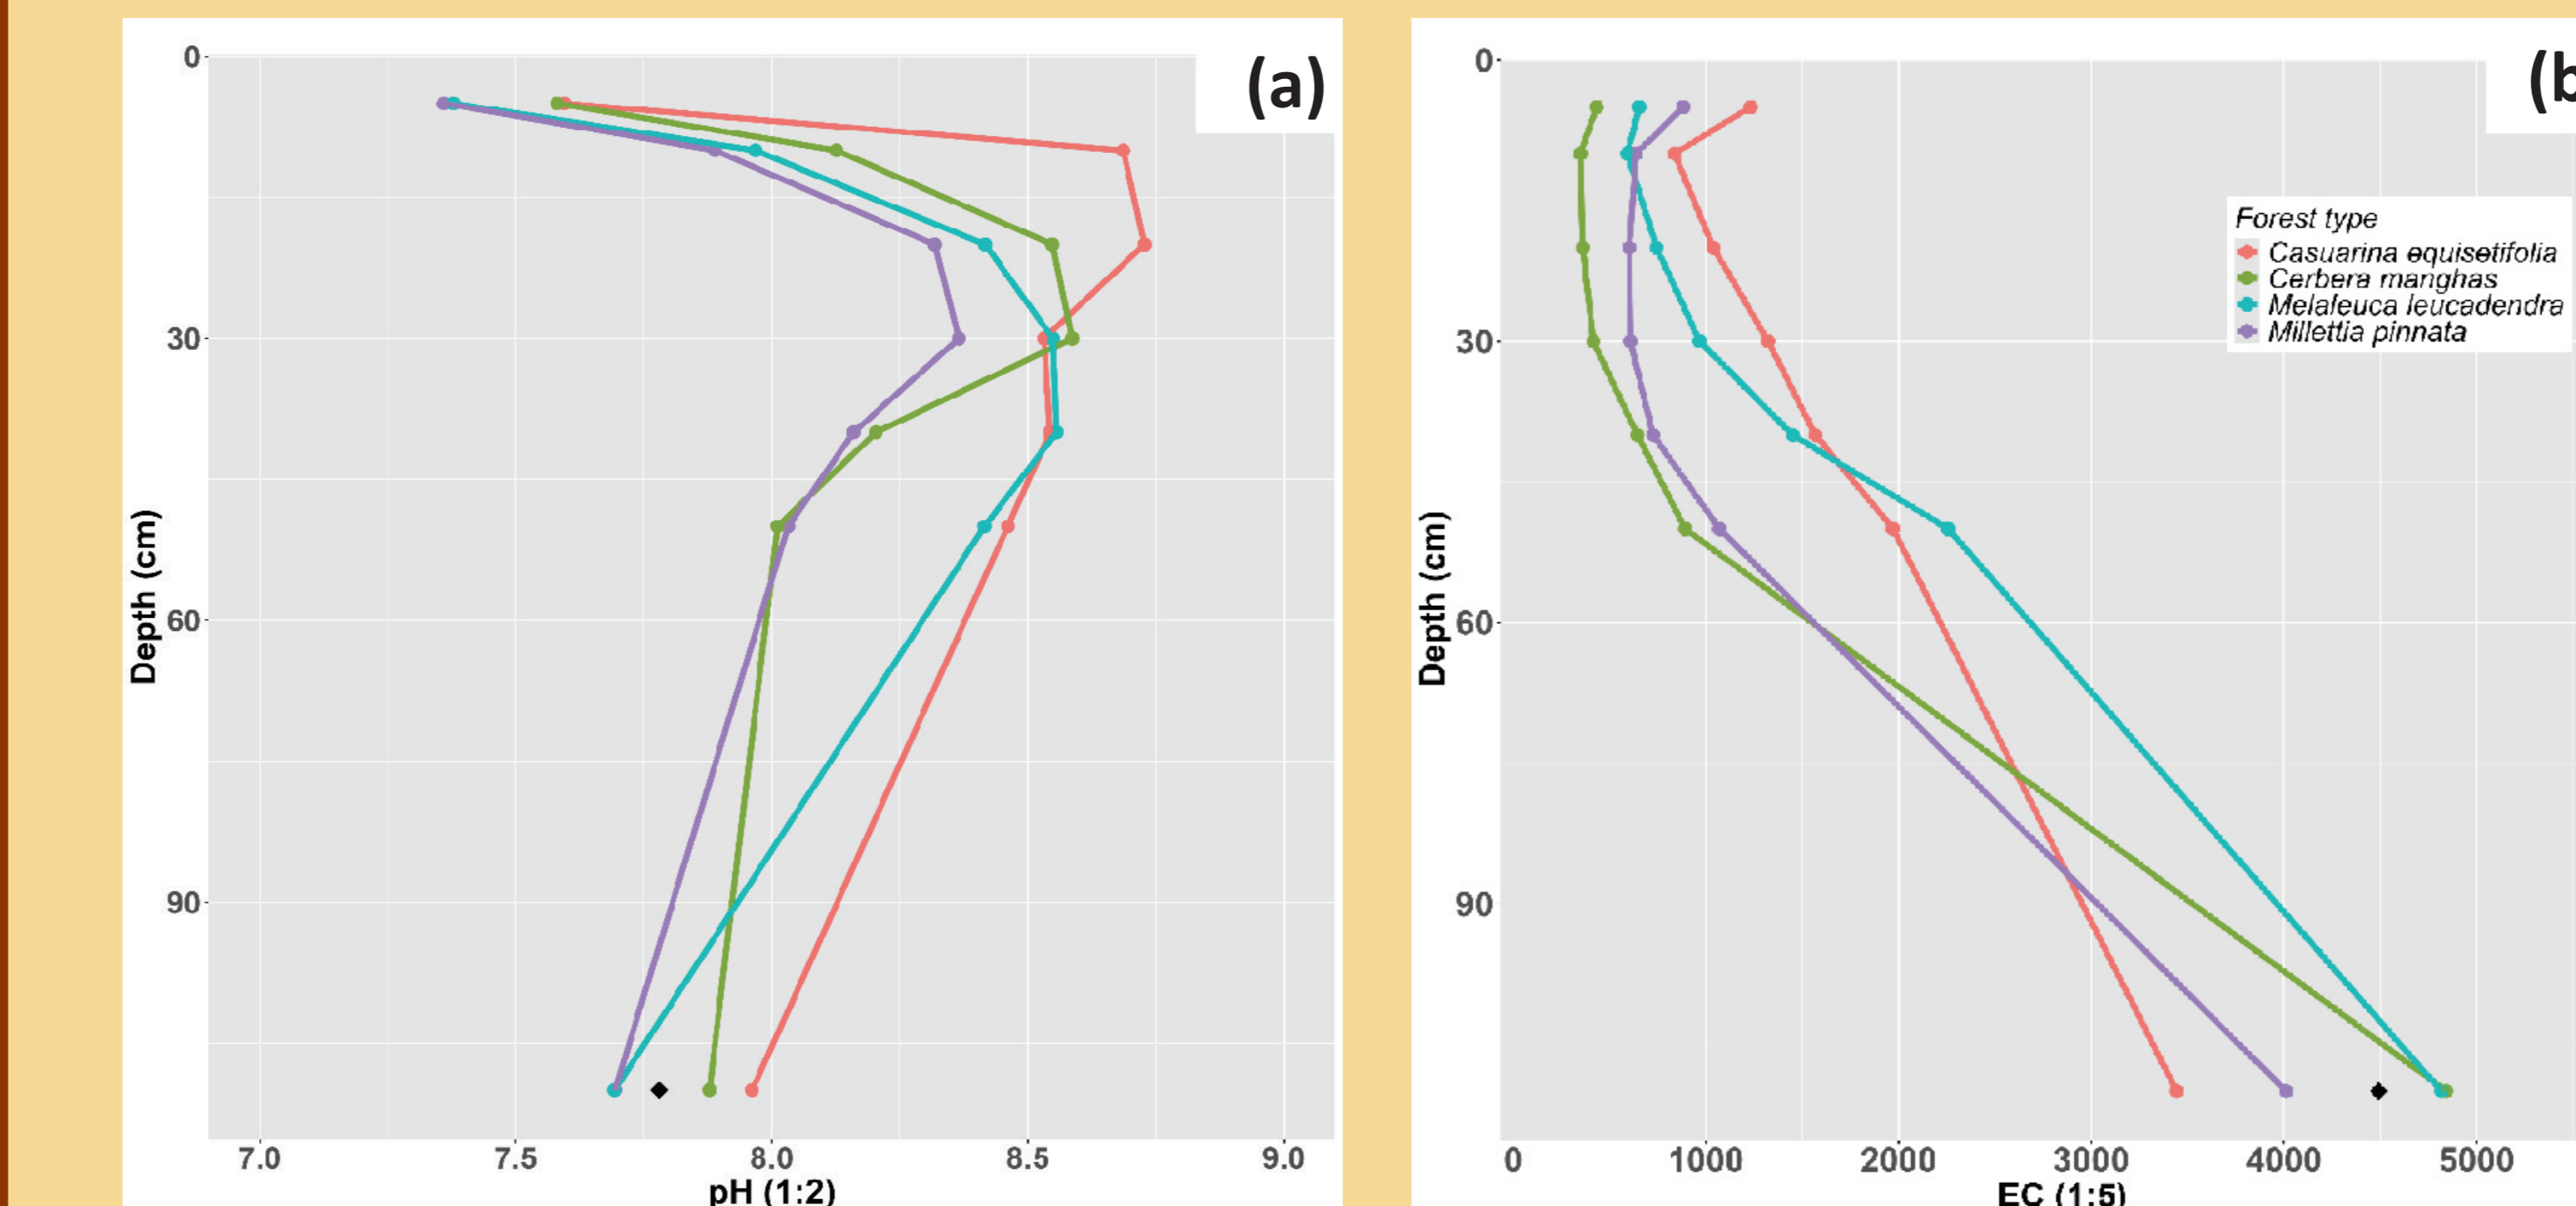 (a)
0
30
60
90
Depth (cm)
7.0 7.5 8.0 8.5 9.0
pH (1:2)
(b
0
30
60
90
Depth (cm)
Forest type
Casuarina equisetifolia
Cerbera manghas
Melaleuca leucadendra
Millettia pinnata
0 1000 2000 3000 4000 5000
EC (1:5)